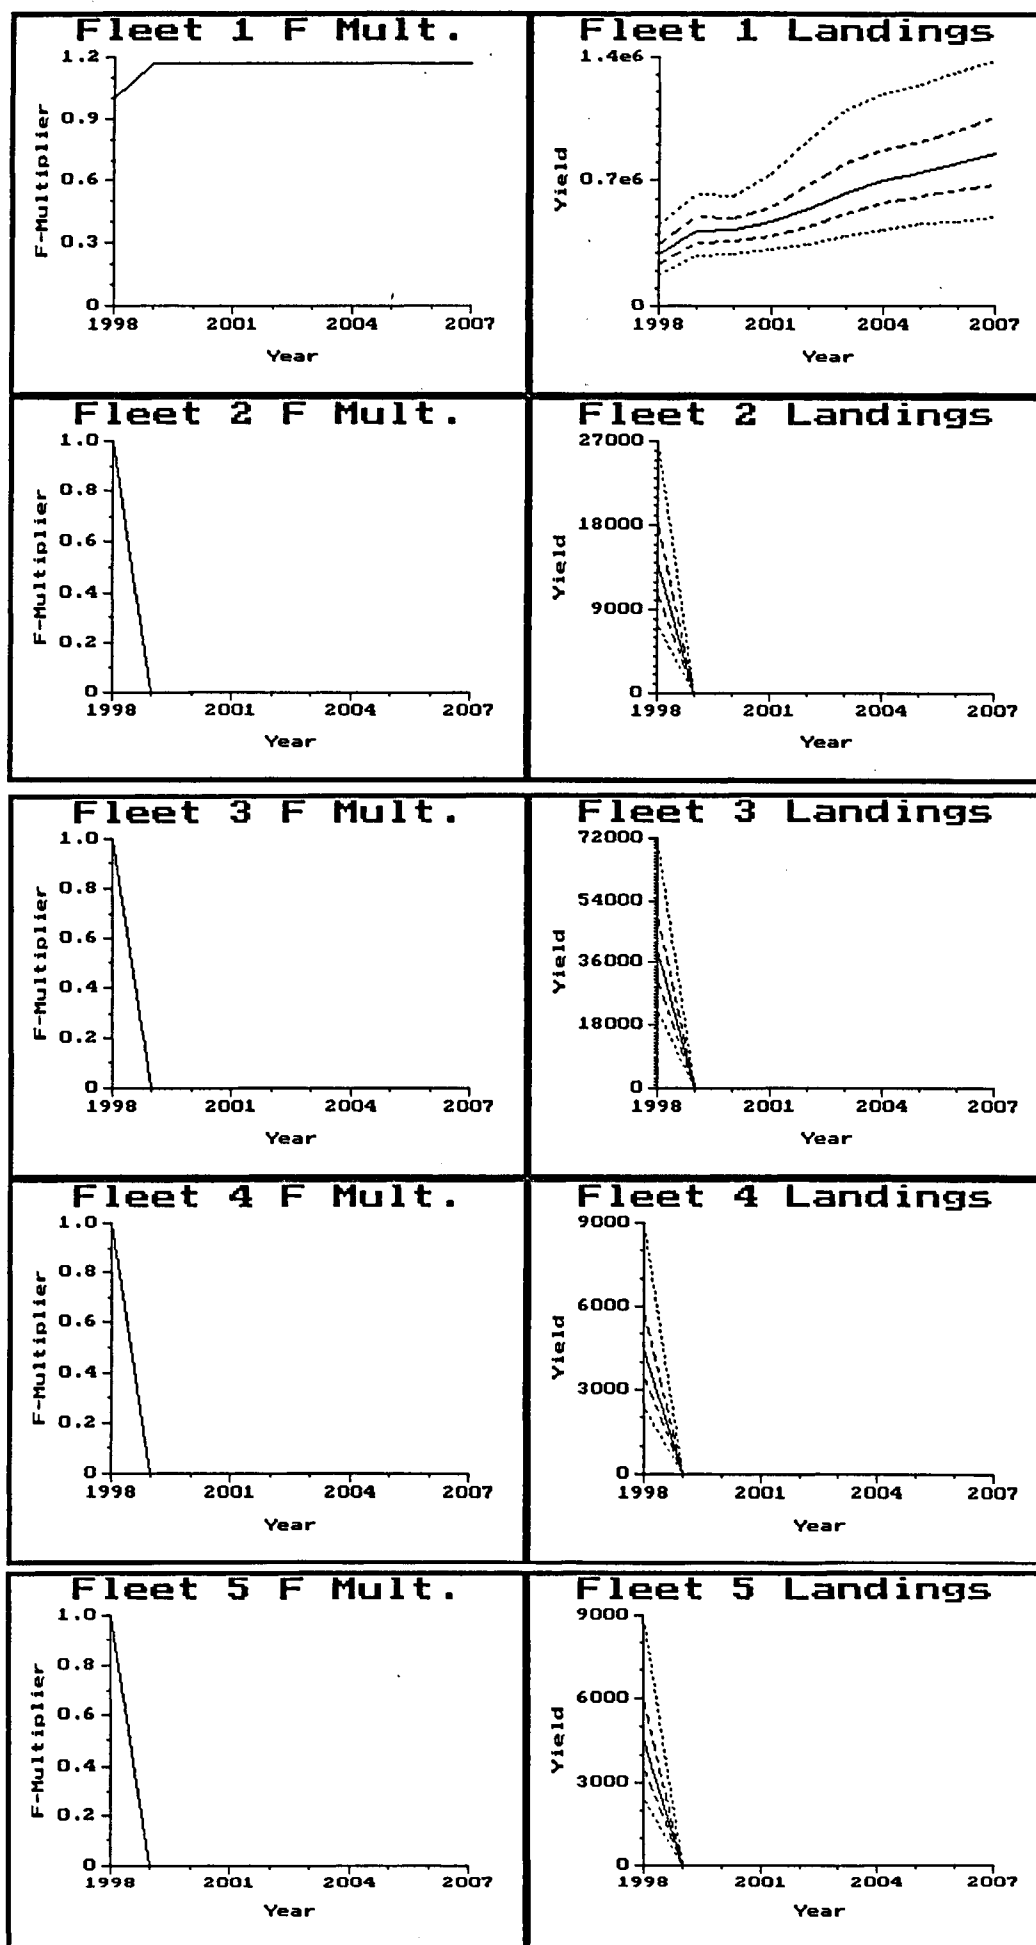 Fleet 1 F Mult.
F-Multiplier
1.2
0.9
0.6
0.3
0
1998 2001 2004 2007
Year
Fleet 1 Landings
Yield
1.4e6
0.7e6
0
1998 2001 2004 2007
Year
Fleet 2 F Mult.
F-Multiplier
1.0
0.8
0.6
0.4
0.2
0
1998 2001 2004 2007
Year
Fleet 2 Landings
Yield
27000
18000
9000
0
1998 2001 2004 2007
Year
Fleet 3 F Mult.
F-Multiplier
1.0
0.8
0.6
0.4
0.2
0
1998 2001 2004 2007
Year
Fleet 3 Landings
Yield
72000
54000
36000
18000
0
1998 2001 2004 2007
Year
Fleet 4 F Mult.
F-Multiplier
1.0
0.8
0.6
0.4
0.2
0
1998 2001 2004 2007
Year
Fleet 4 Landings
Yield
9000
6000
3000
0
1998 2001 2004 2007
Year
Fleet 5 F Mult.
F-Multiplier
1.0
0.8
0.6
0.4
0.2
0
1998 2001 2004 2007
Year
Fleet 5 Landings
Yield
9000
6000
3000
0
1998 2001 2004 2007
Year